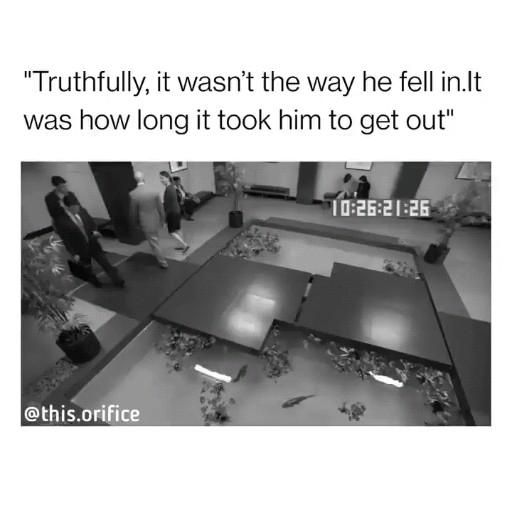 "Truthfully, it wasn’t the way he fell in.It
was how long it took him to get out"
10:26:21:26
@this.orifice